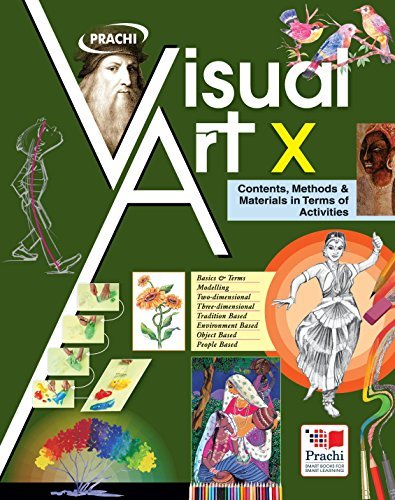 PRACHI
Visual
Art X
Contents, Methods &
Materials in Terms of
Activities
Basics & Terms
Modelling
Two-dimensional
Three-dimensional
Tradition Based
Environment Based
Object Based
People Based
Prachi
SMART BOOKS FOR
SMART LEARNING